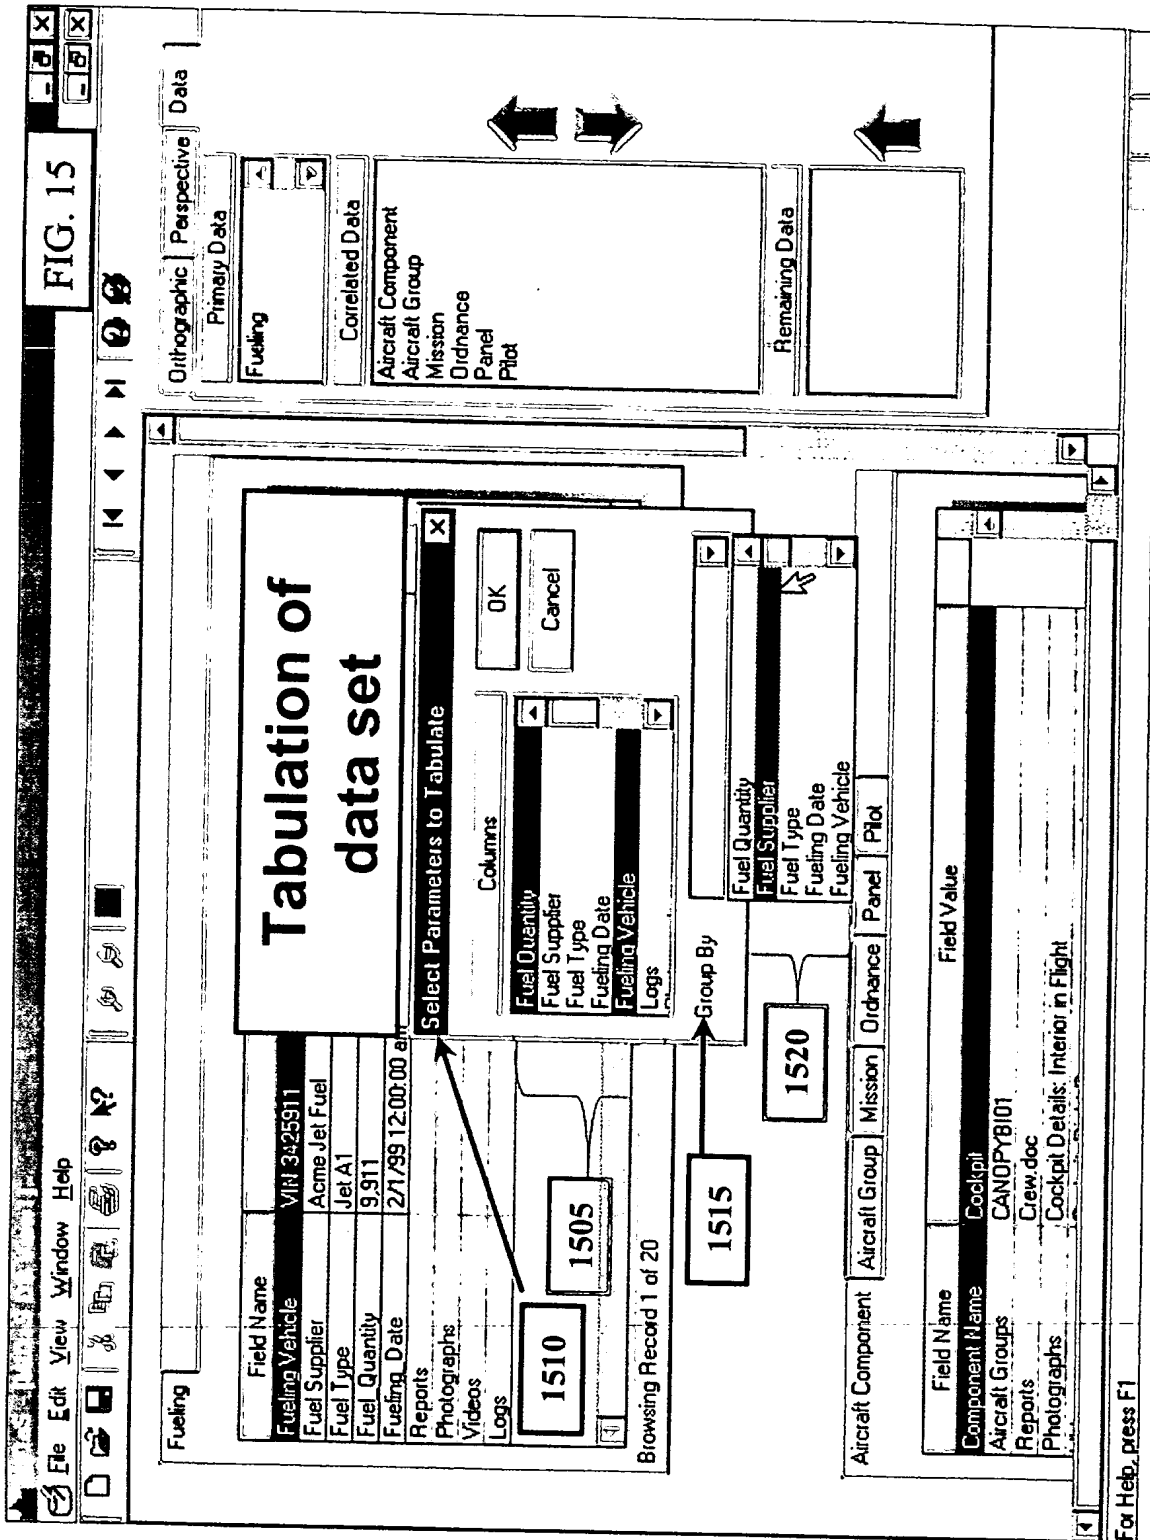 FIG. 15
File Edit View Window Help
Orthographic Perspective Data
Primary Data
Fueling
Correlated Data
Aircraft Component
Aircraft Group
Mission
Ordnance
Panel
Pilot
Remaining Data
Fueling
Field Name
Fueling Vehicle VIN 3425911
Fuel Supplier Acme Jet Fuel
Fuel Type Jet A1
Fuel_Quantity 9,911
Fueling_Date 2/1/99 12:00:00 am
Reports
Photographs
Videos
Logs
Browsing Record 1 of 20
Tabulation of
data set
Select Parameters to Tabulate
Columns
Fuel Quantity
Fuel Supplier
Fuel Type
Fueling Date
Fueling Vehicle
Logs
OK
Cancel
Group By
Fuel Quantity
Fuel Supplier
Fuel Type
Fueling Date
Fueling Vehicle
1510
1505
1515
1520
Aircraft Component Aircraft Group Mission Ordnance Panel Pilot
Field Name Field Value
Component Name Cockpit
Aircraft Groups CANOPYBI01
Reports Crew.doc
Photographs Cockpit Details: Interior in Flight
For Help, press F1